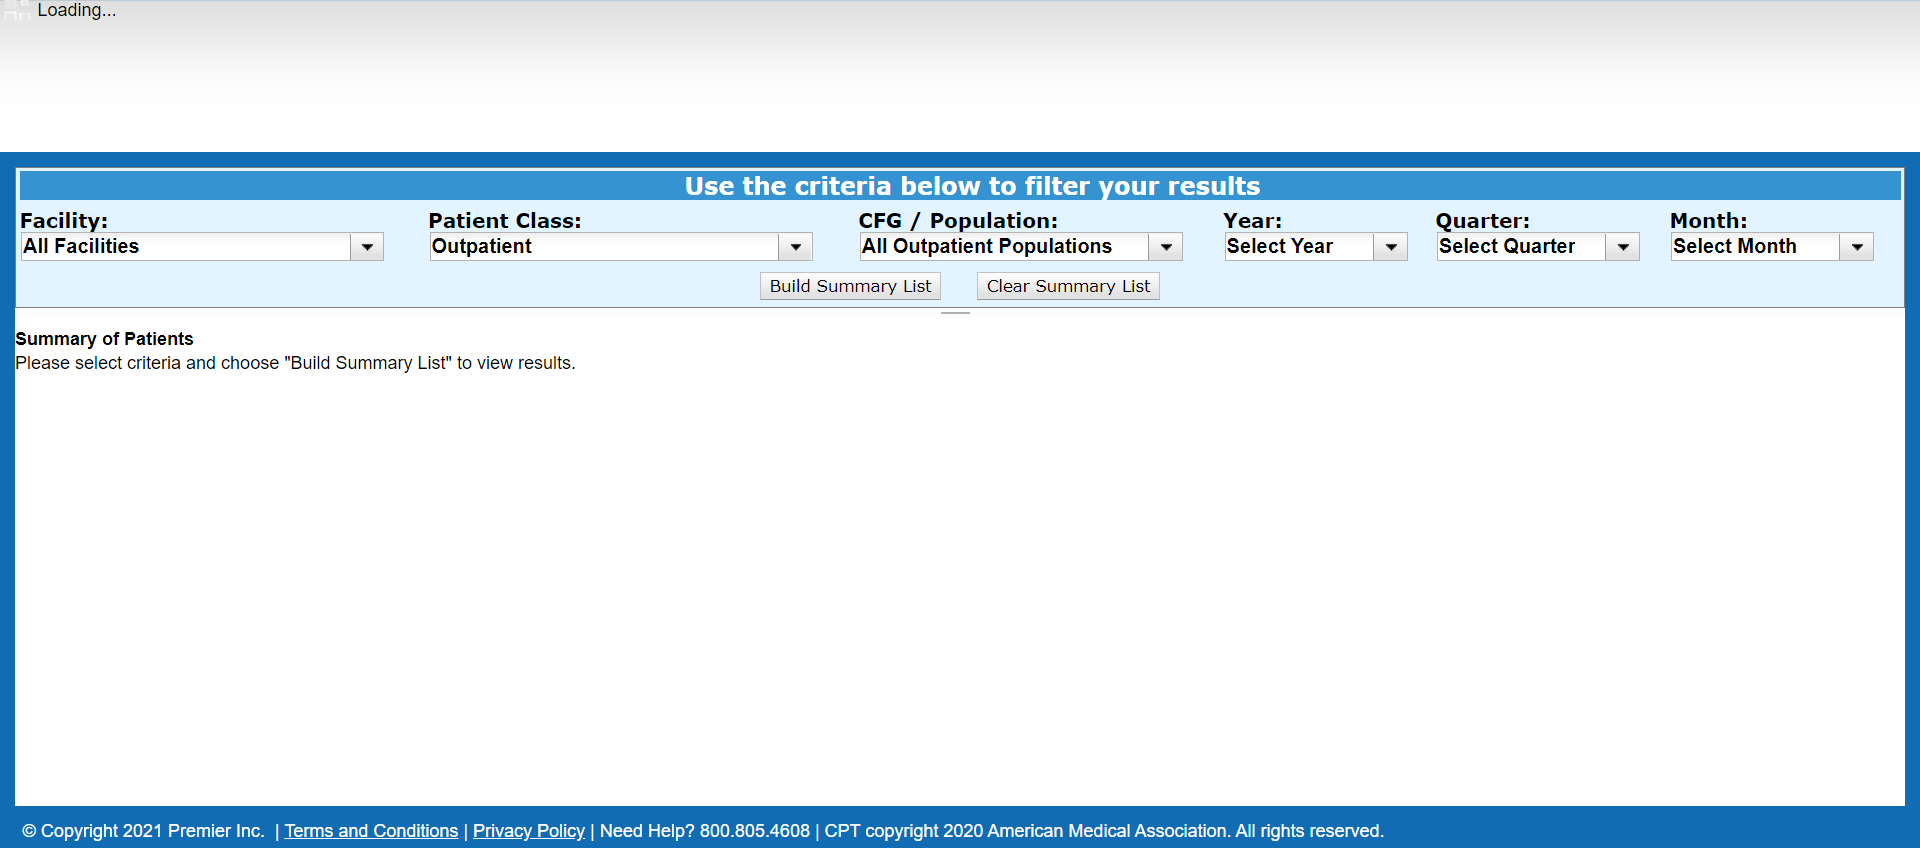 Loading...
Use the criteria below to filter your results
Facility: Patient Class: CFG / Population: Year: Quarter: Month:
All Facilities Outpatient All Outpatient Populations Select Year Select Quarter Select Month
Build Summary List Clear Summary List
Summary of Patients
Please select criteria and choose "Build Summary List" to view results.
© Copyright 2021 Premier Inc. | Terms and Conditions | Privacy Policy | Need Help? 800.805.4608 | CPT copyright 2020 American Medical Association. All rights reserved.